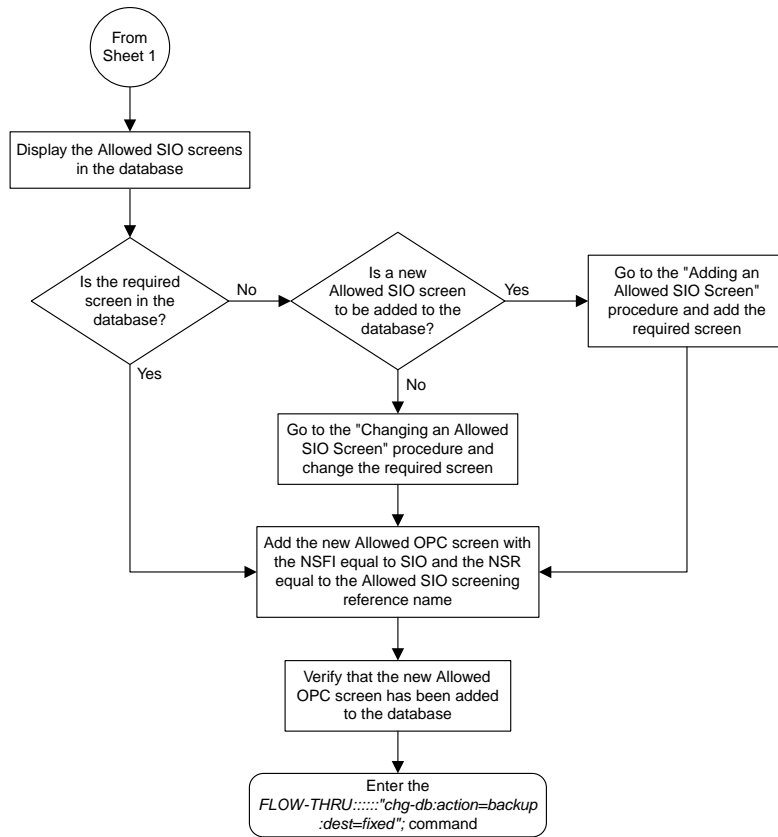 From
Sheet 1
Display the Allowed SIO screens
in the database
Is the required
screen in the
database?
No
Yes
Is a new
Allowed SIO screen
to be added to the
database?
Yes
No
Go to the "Adding an
Allowed SIO Screen"
procedure and add the
required screen
Go to the "Changing an Allowed
SIO Screen" procedure and
change the required screen
Add the new Allowed OPC screen with
the NSFI equal to SIO and the NSR
equal to the Allowed SIO screening
reference name
Verify that the new Allowed
OPC screen has been added
to the database
Enter the
FLOW-THRU::::::"chg-db:action=backup
:dest=fixed"; command